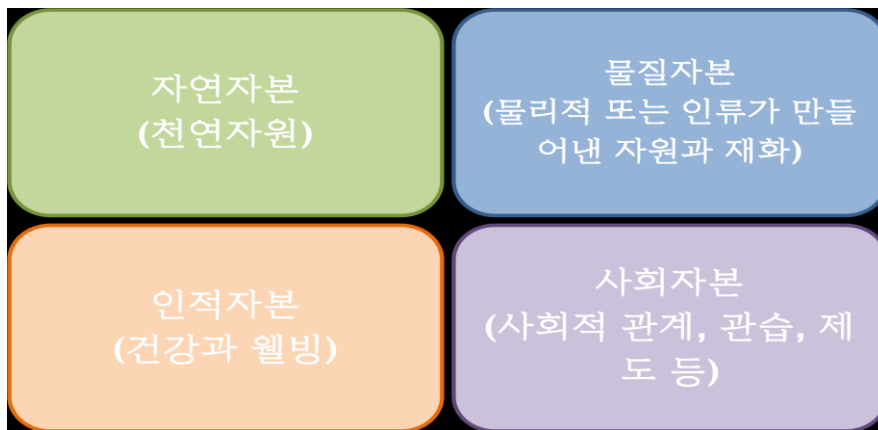 자연자본
(천연자원)
물질자본
(물리적 또는 인류가 만들
어낸 자원과 재화)
인적자본
(건강과 웰빙)
사회자본
(사회적 관계, 관습, 제
도 등)